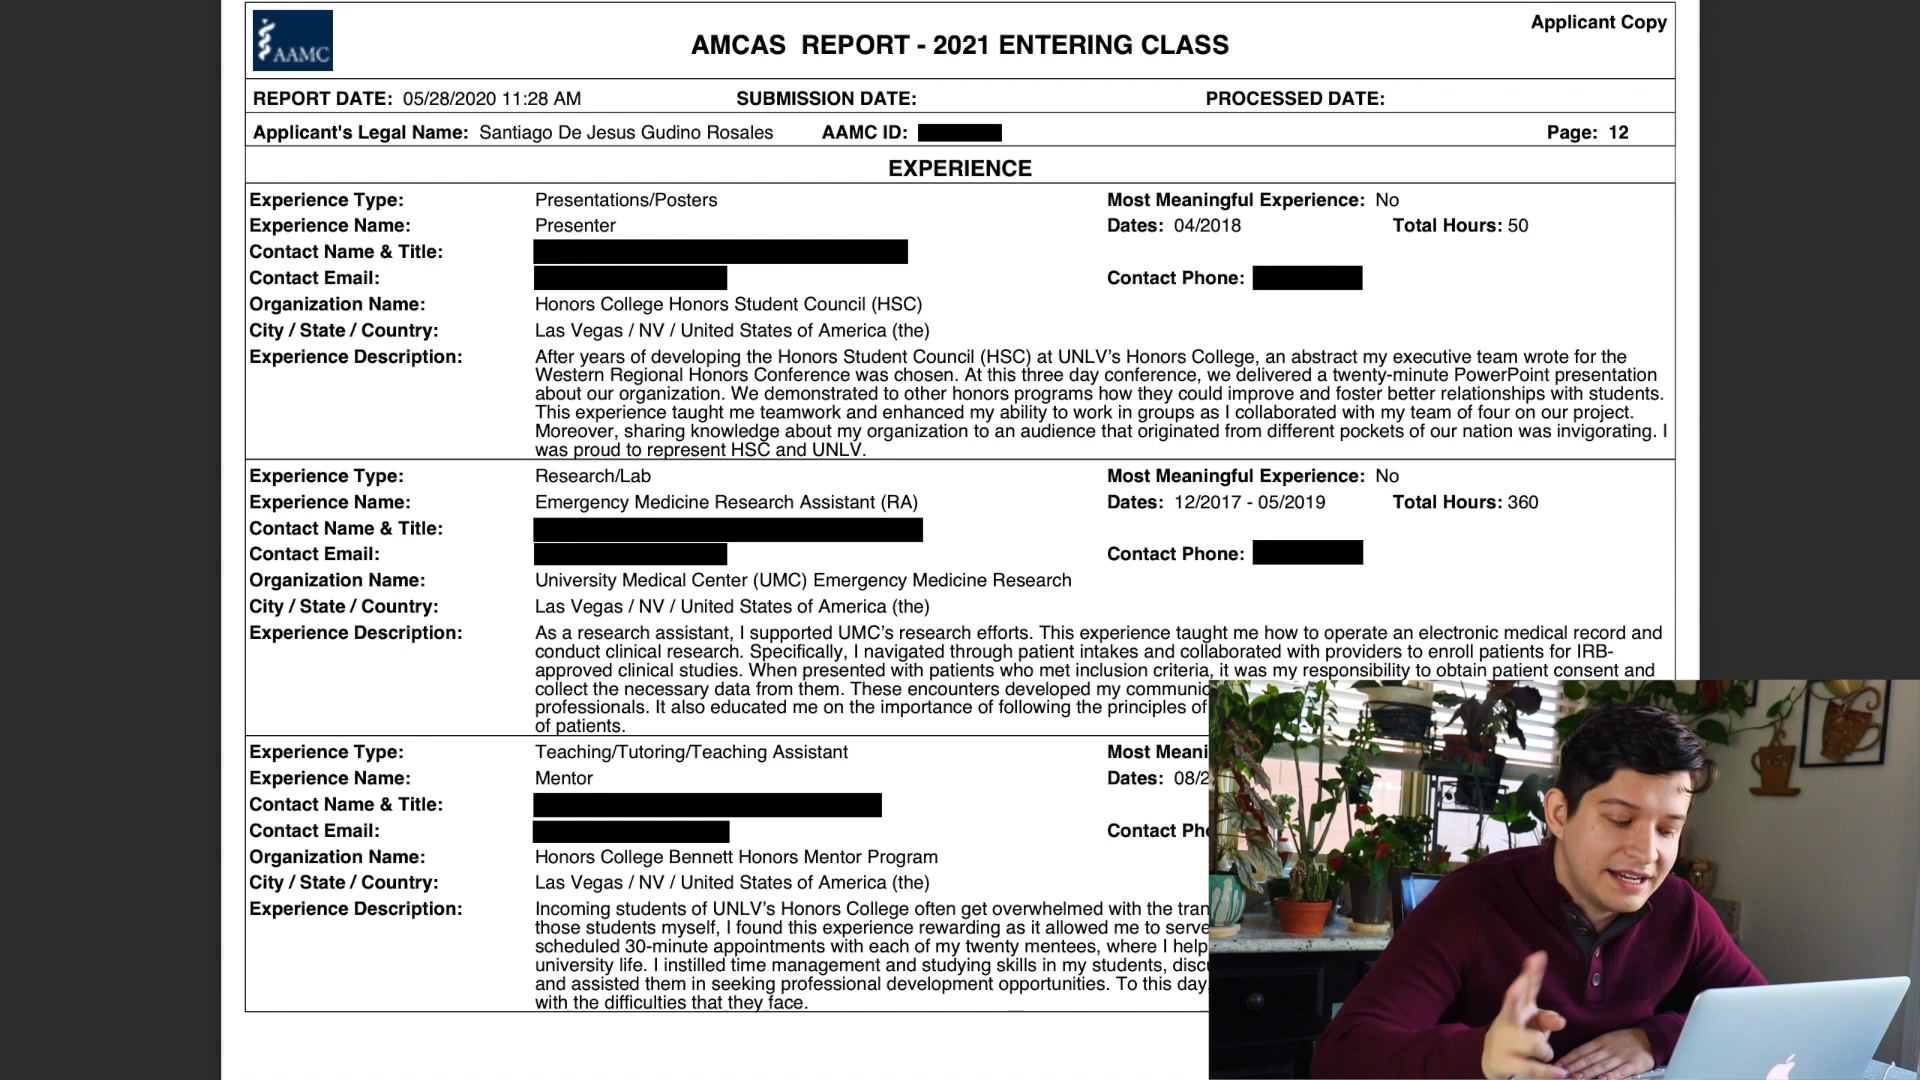 AAMC
Applicant Copy
AMCAS REPORT - 2021 ENTERING CLASS
REPORT DATE: 05/28/2020 11:28 AM SUBMISSION DATE: PROCESSED DATE:
Applicant's Legal Name: Santiago De Jesus Gudino Rosales AAMC ID: Page: 12
EXPERIENCE
Experience Type: Presentations/Posters Most Meaningful Experience: No
Experience Name: Presenter Dates: 04/2018 Total Hours: 50
Contact Name & Title:
Contact Email: Contact Phone:
Organization Name: Honors College Honors Student Council (HSC)
City / State / Country: Las Vegas / NV / United States of America (the)
Experience Description: After years of developing the Honors Student Council (HSC) at UNLV's Honors College, an abstract my executive team wrote for the
Western Regional Honors Conference was chosen. At this three day conference, we delivered a twenty-minute PowerPoint presentation
about our organization. We demonstrated to other honors programs how they could improve and foster better relationships with students.
This experience taught me teamwork and enhanced my ability to work in groups as I collaborated with my team of four on our project.
Moreover, sharing knowledge about my organization to an audience that originated from different pockets of our nation was invigorating. I
was proud to represent HSC and UNLV.
Experience Type: Research/Lab Most Meaningful Experience: No
Experience Name: Emergency Medicine Research Assistant (RA) Dates: 12/2017 - 05/2019 Total Hours: 360
Contact Name & Title:
Contact Email: Contact Phone:
Organization Name: University Medical Center (UMC) Emergency Medicine Research
City / State / Country: Las Vegas / NV / United States of America (the)
Experience Description: As a research assistant, I supported UMC's research efforts. This experience taught me how to operate an electronic medical record and
conduct clinical research. Specifically, I navigated through patient intakes and collaborated with providers to enroll patients for IRB-
approved clinical studies. When presented with patients who met inclusion criteria, it was my responsibility to obtain patient consent and
collect the necessary data from them. These encounters developed my communic
professionals. It also educated me on the importance of following the principles of
of patients.
Experience Type: Teaching/Tutoring/Teaching Assistant Most Meani
Experience Name: Mentor Dates: 08/2
Contact Name & Title:
Contact Email: Contact Pho
Organization Name: Honors College Bennett Honors Mentor Program
City / State / Country: Las Vegas / NV / United States of America (the)
Experience Description: Incoming students of UNLV's Honors College often get overwhelmed with the tran
those students myself, I found this experience rewarding as it allowed me to serve
scheduled 30-minute appointments with each of my twenty mentees, where I help
university life. I instilled time management and studying skills in my students, disc
and assisted them in seeking professional development opportunities. To this day,
with the difficulties that they face.